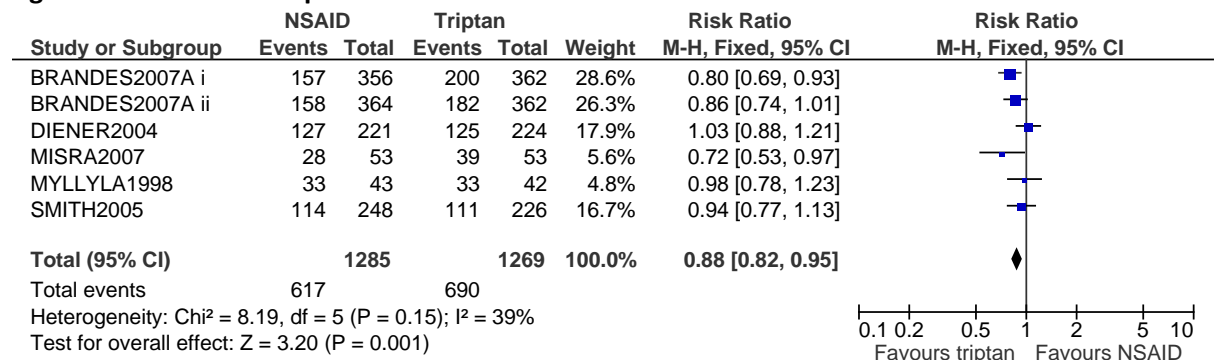 NSAID Triptan Risk Ratio Risk Ratio
Study or Subgroup Events Total Events Total Weight M-H, Fixed, 95% CI M-H, Fixed, 95% CI
BRANDES2007A i 157 356 200 362 28.6% 0.80 [0.69, 0.93]
BRANDES2007A ii 158 364 182 362 26.3% 0.86 [0.74, 1.01]
DIENER2004 127 221 125 224 17.9% 1.03 [0.88, 1.21]
MISRA2007 28 53 39 53 5.6% 0.72 [0.53, 0.97]
MYLLYLA1998 33 43 33 42 4.8% 0.98 [0.78, 1.23]
SMITH2005 114 248 111 226 16.7% 0.94 [0.77, 1.13]
Total (95% CI) 1285 1269 100.0% 0.88 [0.82, 0.95]
Total events 617 690
Heterogeneity: Chi² = 8.19, df = 5 (P = 0.15); I² = 39%
Test for overall effect: Z = 3.20 (P = 0.001)
0.1 0.2 0.5 1 2 5 10
Favours triptan Favours NSAID